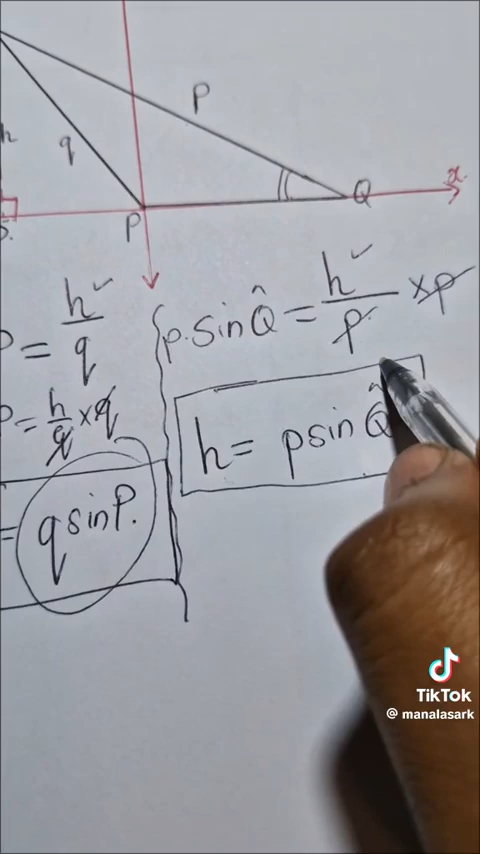 P
h
q
x
Q
P
P = h/q
p.sin Q̂ = h/p × p
P = h/q × q
h = p sin Q̂
= q sin P.
TikTok
@ manalasark